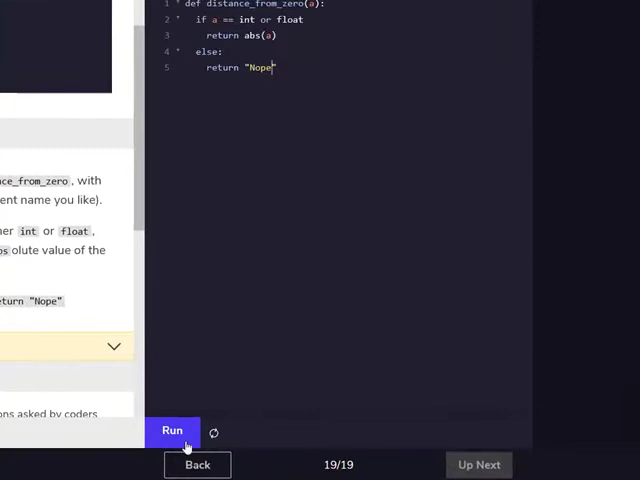 1 def distance_from_zero(a):
2 if a == int or float
3 return abs(a)
4 else:
5 return "Nope"
nce_from_zero, with
ent name you like).
her int or float,
bs olute value of the
eturn "Nope"
ons asked by coders
Run
Back
19/19
Up Next